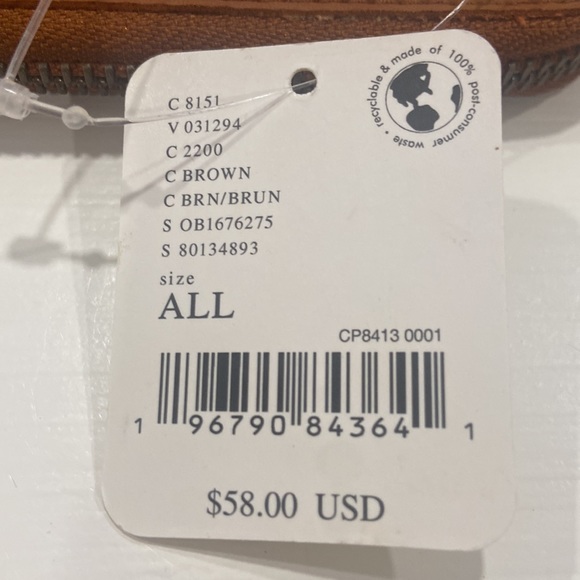 C 8151
V 031294
C 2200
C BROWN
C BRN/BRUN
S OB1676275
S 80134893
size
ALL
CP8413 0001
1 96790 84364 1
$58.00 USD
recyclable & made of 100% post-consumer waste •